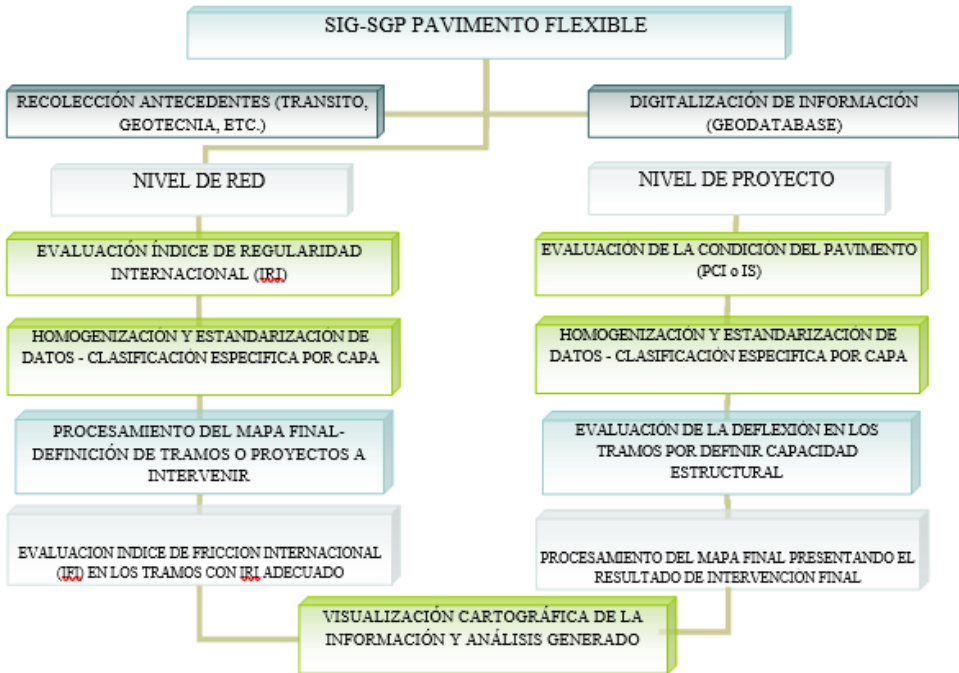 SIG-SGP PAVIMENTO FLEXIBLE
RECOLECCIÓN ANTECEDENTES (TRANSITO,
GEOTECNIA, ETC.)
DIGITALIZACIÓN DE INFORMACIÓN
(GEODATABASE)
NIVEL DE RED
NIVEL DE PROYECTO
EVALUACIÓN ÍNDICE DE REGULARIDAD
INTERNACIONAL (IRI)
EVALUACIÓN DE LA CONDICIÓN DEL PAVIMENTO
(PCI o IS)
HOMOGENIZACIÓN Y ESTANDARIZACIÓN DE
DATOS - CLASIFICACIÓN ESPECIFICA POR CAPA
HOMOGENIZACIÓN Y ESTANDARIZACIÓN DE
DATOS - CLASIFICACIÓN ESPECIFICA POR CAPA
PROCESAMIENTO DEL MAPA FINAL-
DEFINICIÓN DE TRAMOS O PROYECTOS A
INTERVENIR
EVALUACIÓN DE LA DEFLEXIÓN EN LOS
TRAMOS POR DEFINIR CAPACIDAD
ESTRUCTURAL
EVALUACION INDICE DE FRICCION INTERNACIONAL
(IFI) EN LOS TRAMOS CON IRI ADECUADO
PROCESAMIENTO DEL MAPA FINAL PRESENTANDO EL
RESULTADO DE INTERVENCIÓN FINAL
VISUALIZACIÓN CARTOGRÁFICA DE LA
INFORMACIÓN Y ANÁLISIS GENERADO